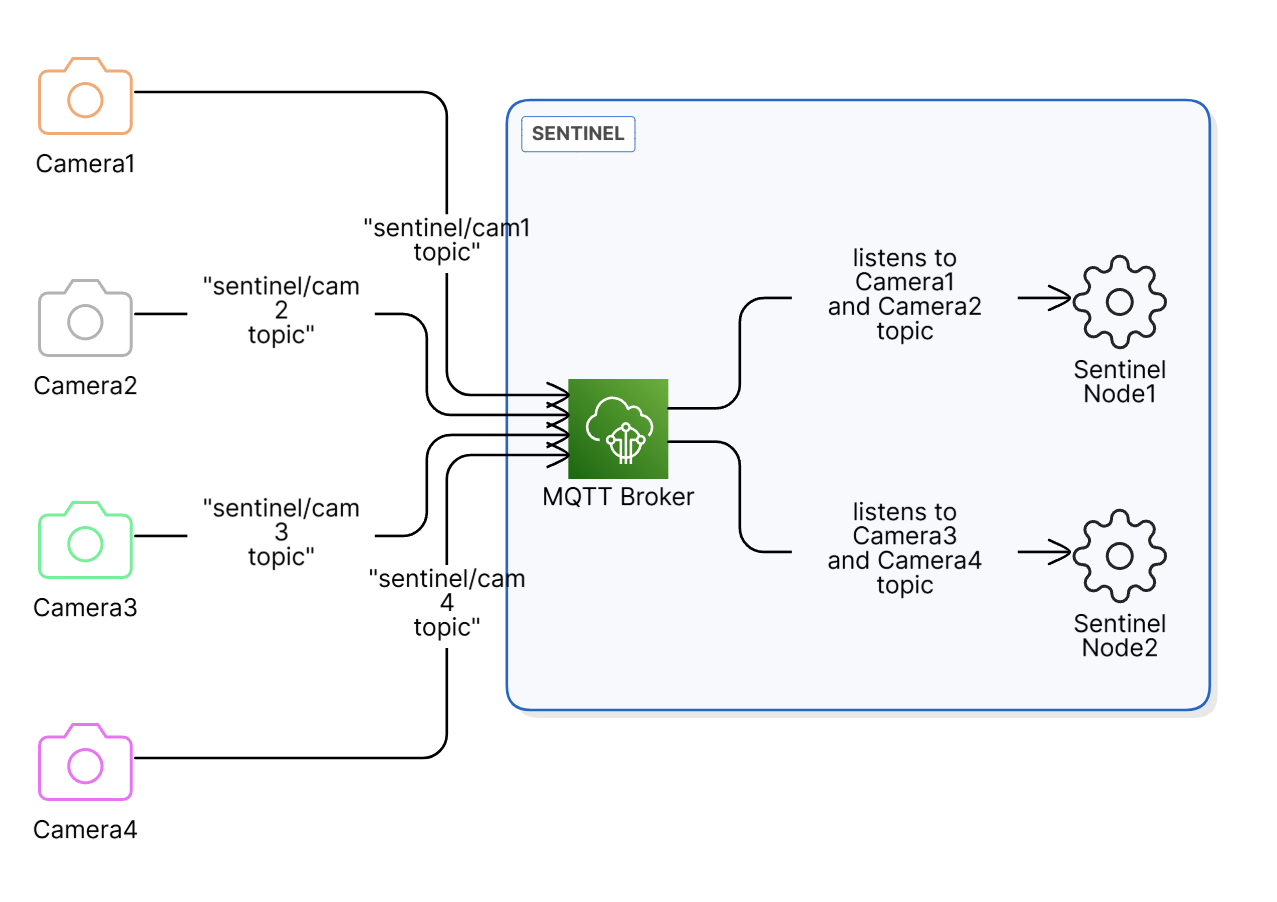 Camera1
"sentinel/cam1
topic"
SENTINEL
Camera2
"sentinel/cam
2
topic"
listens to
Camera1
and Camera2
topic
Sentinel
Node1
MQTT Broker
Camera3
"sentinel/cam
3
topic"
"sentinel/cam
4
topic"
listens to
Camera3
and Camera4
topic
Sentinel
Node2
Camera4